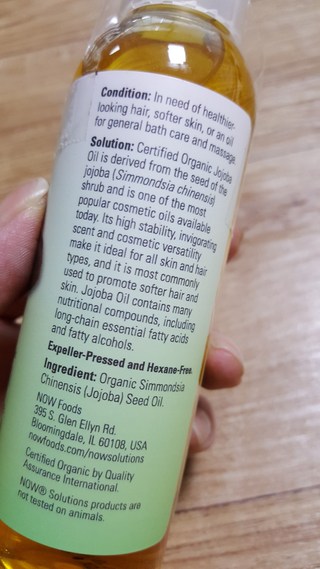 Condition: In need of healthier-
looking hair, softer skin, or an oil
for general bath care and massage.
Solution: Certified Organic Jojoba
Oil is derived from the seed of the
jojoba (Simmondsia chinensis)
shrub and is one of the most
popular cosmetic oils available
today. Its high stability, invigorating
scent and cosmetic versatility
make it ideal for all skin and hair
types, and it is most commonly
used to promote softer hair and
skin. Jojoba Oil contains many
nutritional compounds, including
long-chain essential fatty acids
and fatty alcohols.
Expeller-Pressed and Hexane-Free.
Ingredient: Organic Simmondsia
Chinensis (Jojoba) Seed Oil.
NOW Foods
395 S. Glen Ellyn Rd.
Bloomingdale, IL 60108, USA
nowfoods.com/nowsolutions
Certified Organic by Quality
Assurance International.
NOW® Solutions products are
not tested on animals.